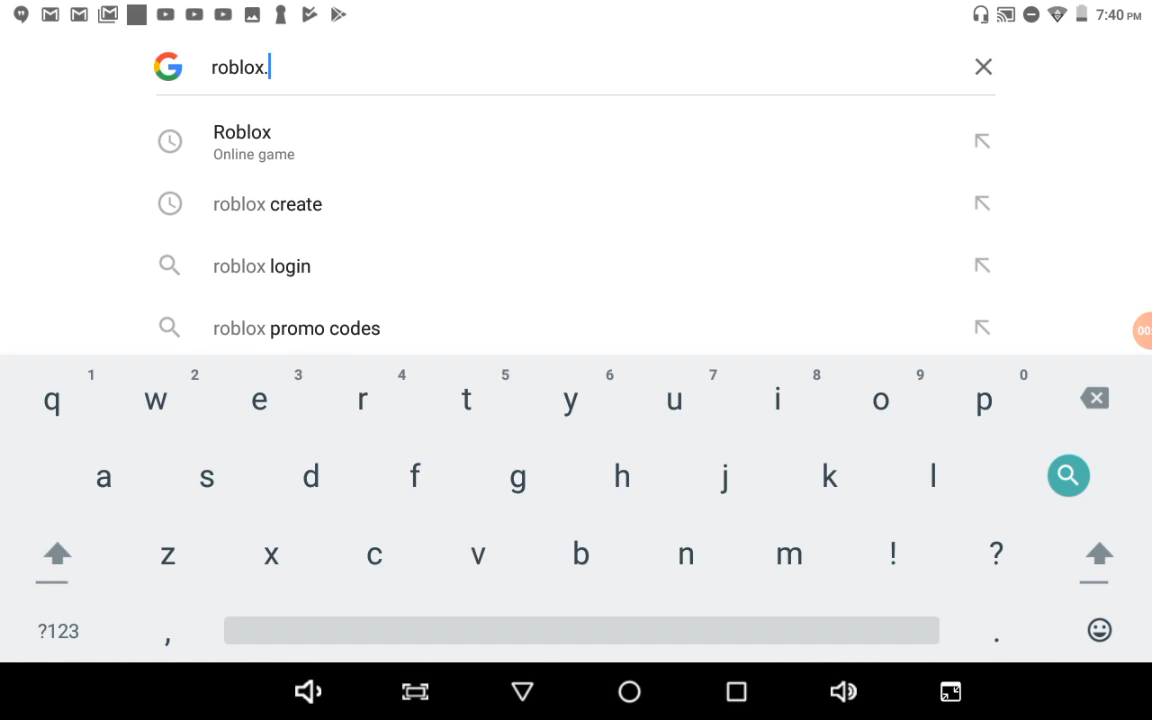 7:40 PM
roblox.
Roblox
Online game
roblox create
roblox login
roblox promo codes
00:
1 2 3 4 5 6 7 8 9 0
q w e r t y u i o p
a s d f g h j k l
z x c v b n m ! ?
?123 , .